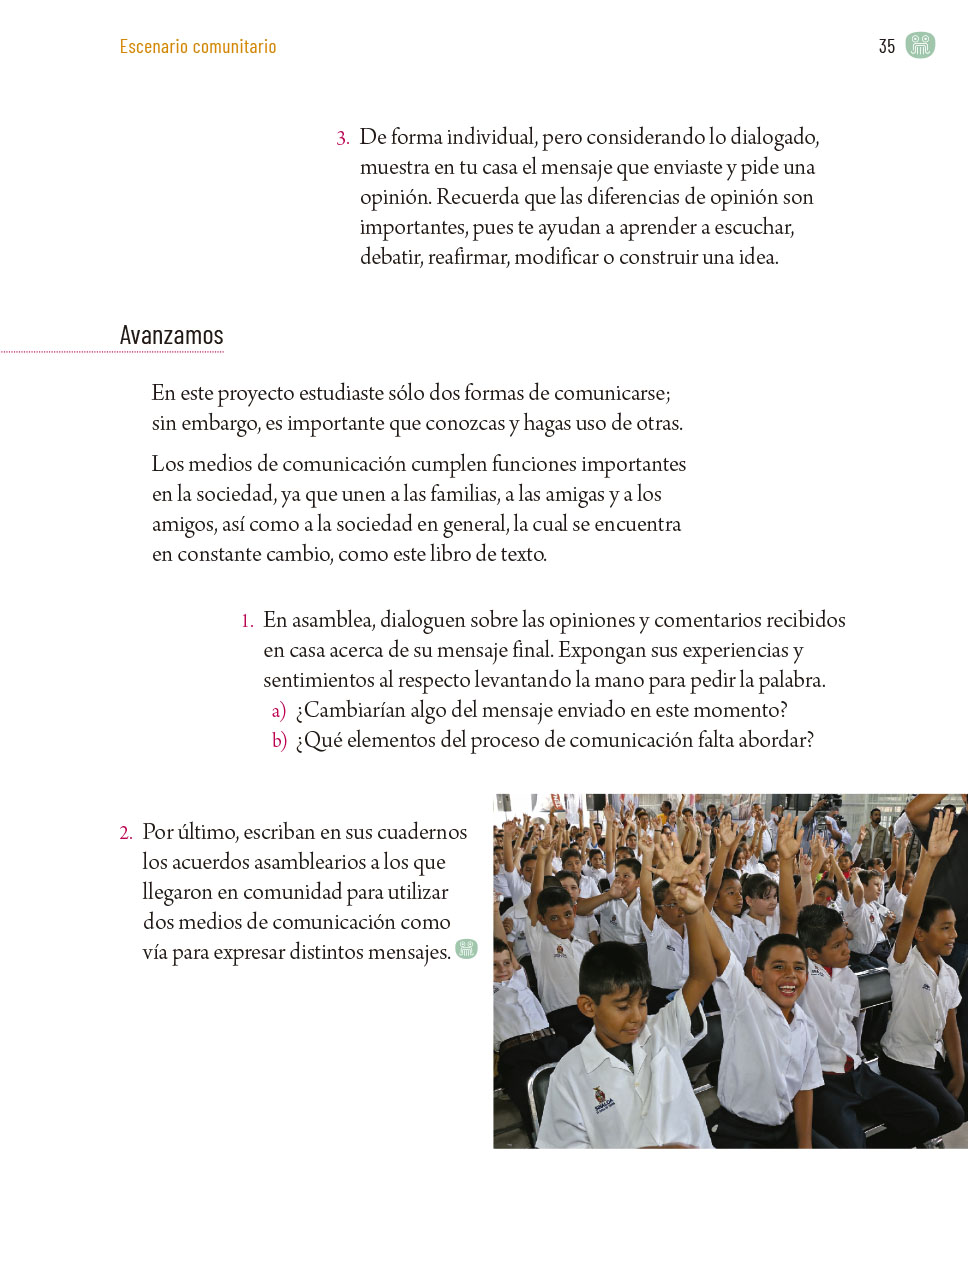 Escenario comunitario
35
3. De forma individual, pero considerando lo dialogado,
muestra en tu casa el mensaje que enviaste y pide una
opinión. Recuerda que las diferencias de opinión son
importantes, pues te ayudan a aprender a escuchar,
debatir, reafirmar, modificar o construir una idea.
Avanzamos
En este proyecto estudiaste sólo dos formas de comunicarse;
sin embargo, es importante que conozcas y hagas uso de otras.
Los medios de comunicación cumplen funciones importantes
en la sociedad, ya que unen a las familias, a las amigas y a los
amigos, así como a la sociedad en general, la cual se encuentra
en constante cambio, como este libro de texto.
1. En asamblea, dialoguen sobre las opiniones y comentarios recibidos
en casa acerca de su mensaje final. Expongan sus experiencias y
sentimientos al respecto levantando la mano para pedir la palabra.
a) ¿Cambiarían algo del mensaje enviado en este momento?
b) ¿Qué elementos del proceso de comunicación falta abordar?
2. Por último, escriban en sus cuadernos
los acuerdos asamblearios a los que
llegaron en comunidad para utilizar
dos medios de comunicación como
vía para expresar distintos mensajes.
SINALOA